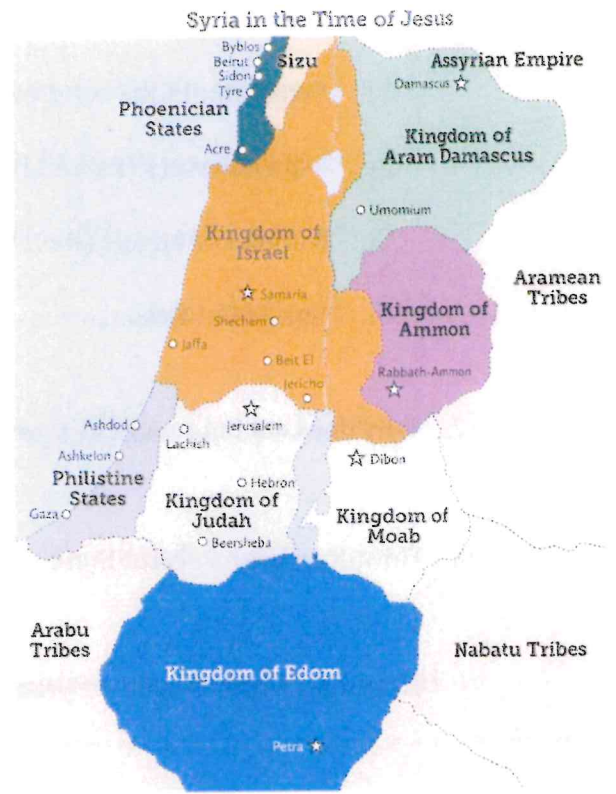 Syria in the Time of Jesus
Byblos
Beirut
Sidon
Tyre
Sizu
Assyrian Empire
Damascus
Phoenician
States
Acre
Kingdom of
Aram Damascus
Umomium
Kingdom of
Israel
Samaria
Shechem
Aramean
Tribes
Kingdom of
Ammon
Jaffa
Beit El
Rabbath-Ammon
Jericho
Jerusalem
Ashdod
Lachish
Ashkelon
Dibon
Philistine
States
Hebron
Gaza
Kingdom of
Judah
Kingdom of
Moab
Beersheba
Arabu
Tribes
Nabatu Tribes
Kingdom of Edom
Petra